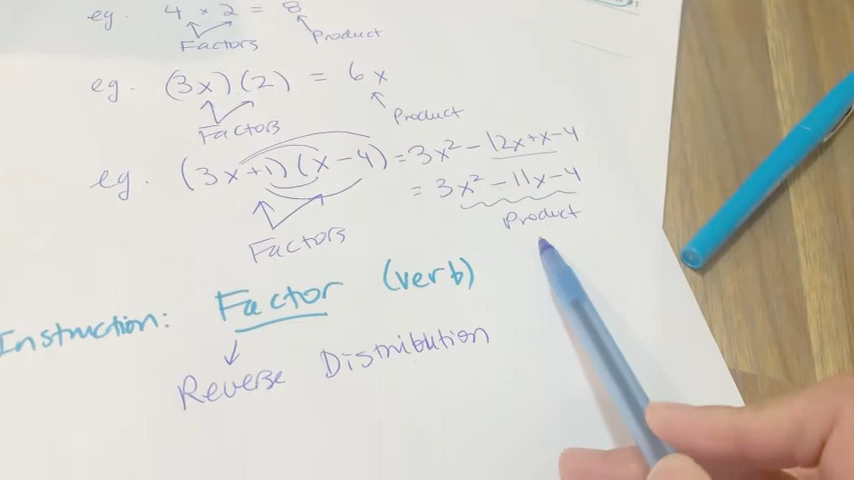 eg. 4 × 2 = 8
Factors Product
eg. (3x)(2) = 6x
Factors Product
eg. (3x+1)(x-4) = 3x² - 12x+x-4
= 3x² - 11x - 4
Factors Product
Instruction: Factor (verb)
Reverse Distribution